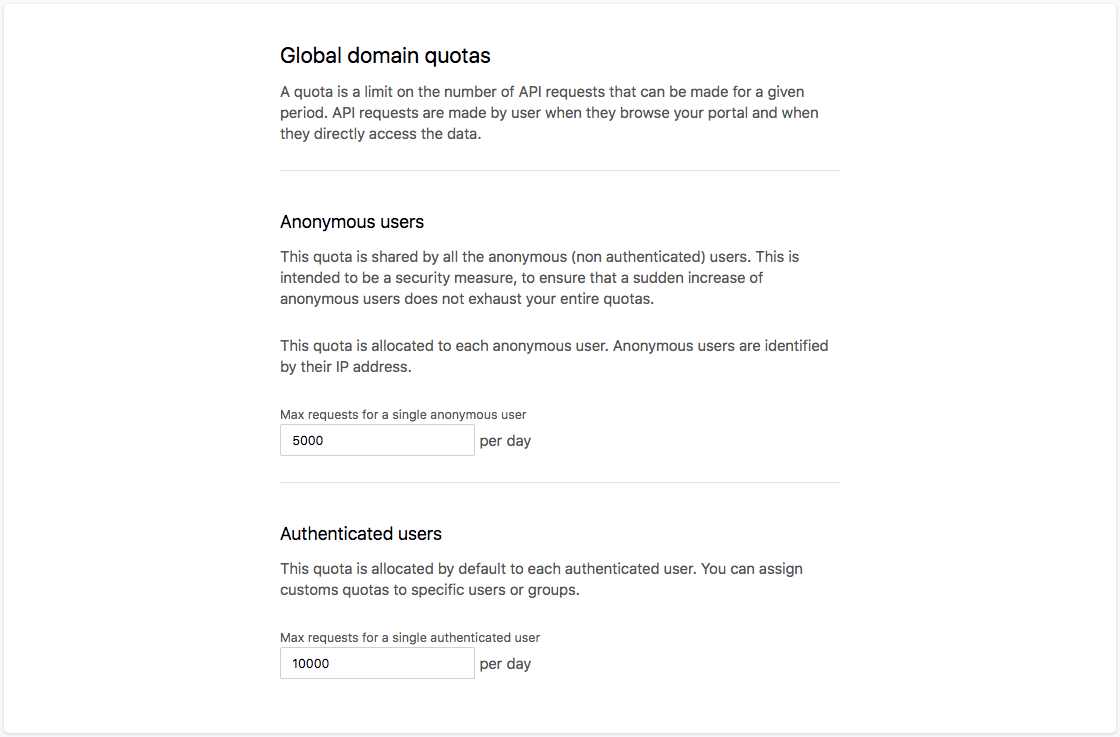 Global domain quotas
A quota is a limit on the number of API requests that can be made for a given
period. API requests are made by user when they browse your portal and when
they directly access the data.
Anonymous users
This quota is shared by all the anonymous (non authenticated) users. This is
intended to be a security measure, to ensure that a sudden increase of
anonymous users does not exhaust your entire quotas.
This quota is allocated to each anonymous user. Anonymous users are identified
by their IP address.
Max requests for a single anonymous user
5000 per day
Authenticated users
This quota is allocated by default to each authenticated user. You can assign
customs quotas to specific users or groups.
Max requests for a single authenticated user
10000 per day